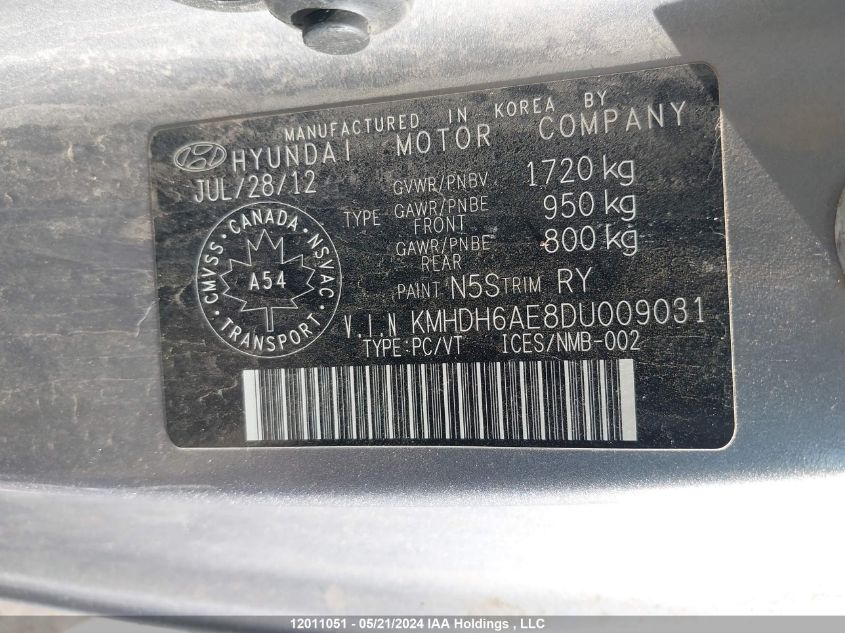 MANUFACTURED IN KOREA BY
HYUNDAI MOTOR COMPANY
JUL/28/12
GVWR/PNBV 1720 kg
TYPE GAWR/PNBE FRONT 950 kg
GAWR/PNBE REAR 800 kg
CMVSS · CANADA · NSVAC · TRANSPORT ·
A54
PAINT N5S TRIM RY
V.I.N KMHDH6AE8DU009031
TYPE:PC/VT ICES/NMB-002
12011051 - 05/21/2024 IAA Holdings , LLC